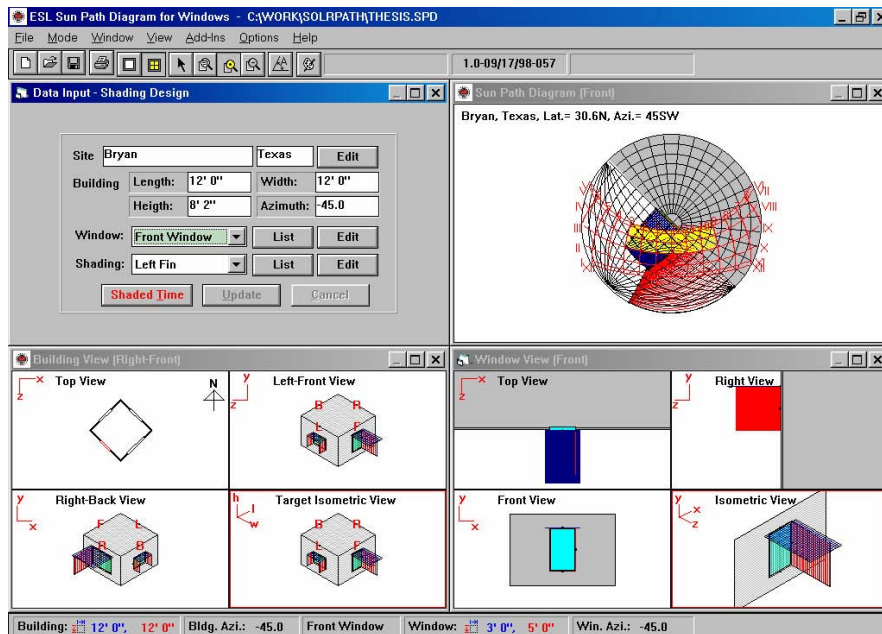 ESL Sun Path Diagram for Windows - C:\WORK\SOLRPATH\THESIS.SPD
File Mode Window View Add-Ins Options Help
1.0-09/17/98-057
Data Input - Shading Design
Site Bryan Texas Edit
Building Length: 12' 0" Width: 12' 0"
Heigth: 8' 2" Azimuth: -45.0
Window: Front Window List Edit
Shading: Left Fin List Edit
Shaded Time Update Cancel
Sun Path Diagram (Front)
Bryan, Texas, Lat.= 30.6N, Azi.= 45SW
Building View (Right-Front)
x Top View N
z
y Left-Front View
z
B R
L F
y Right-Back View
x
F L
R B
h Target Isometric View
l
w
B R
L F
Window View (Front)
x Top View
z
y Right View
z
y Front View
x
y Isometric View
x
z
Building: 12' 0", 12' 0" Bldg. Azi.: -45.0 Front Window Window: 3' 0", 5' 0" Win. Azi.: -45.0